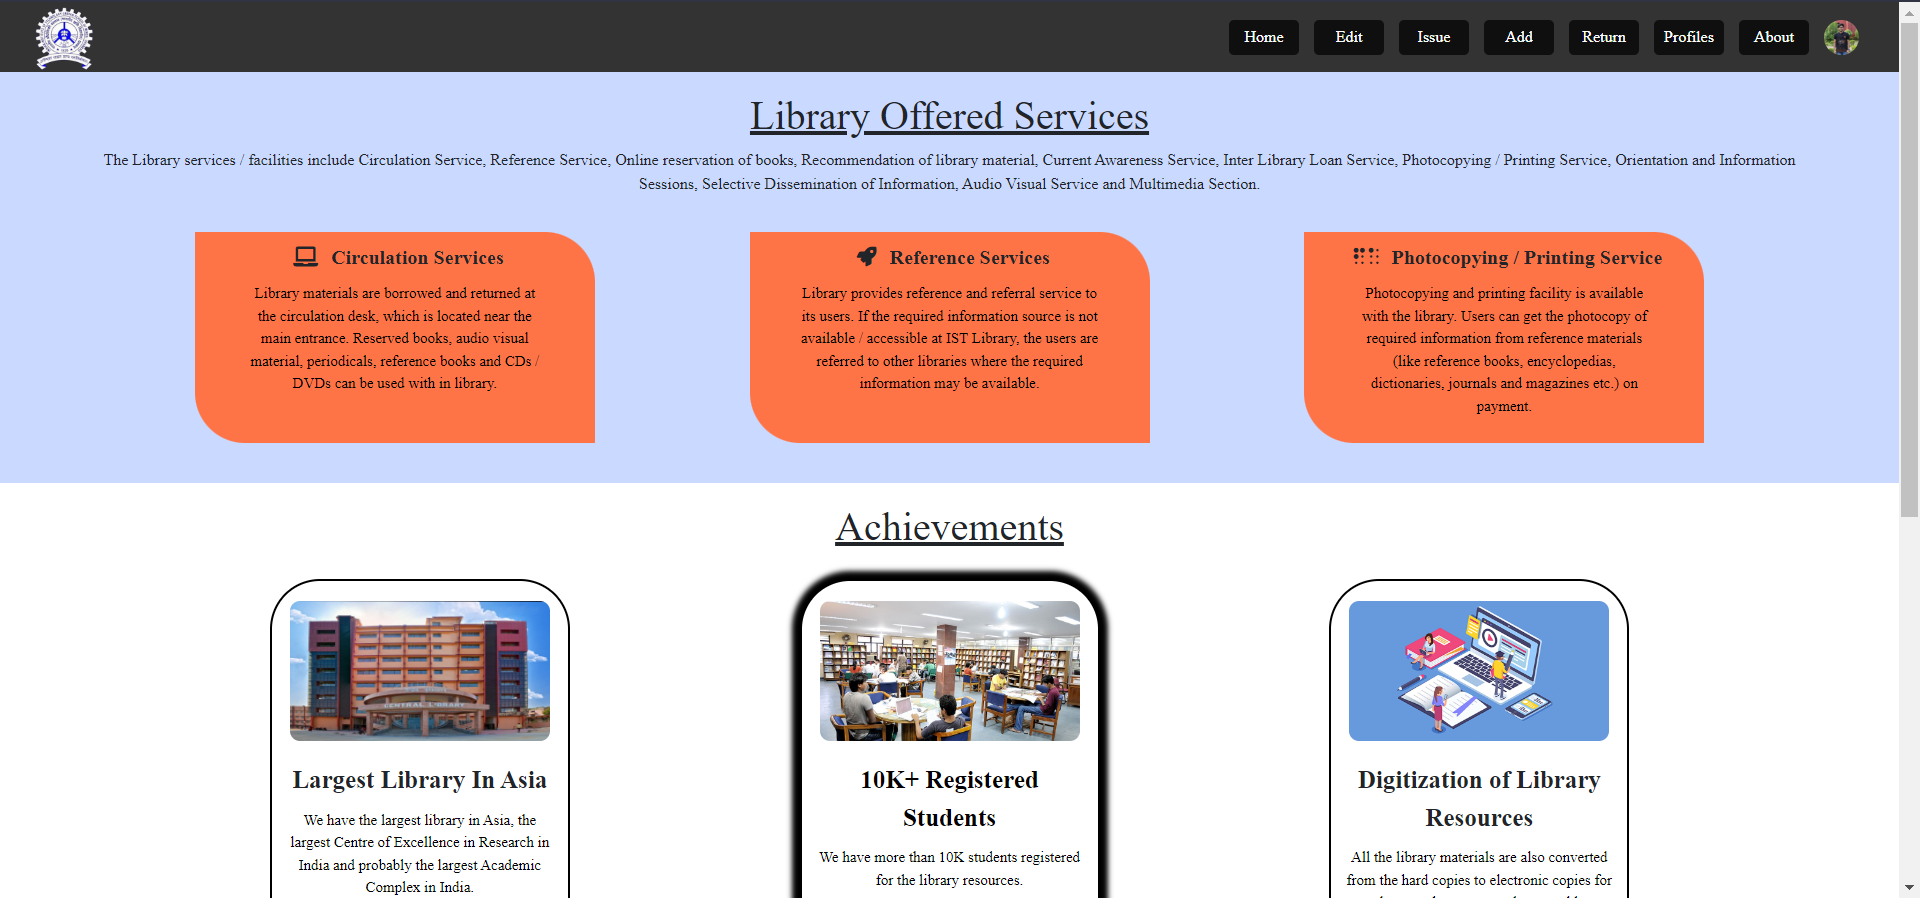 Home Edit Issue Add Return Profiles About
Library Offered Services
The Library services / facilities include Circulation Service, Reference Service, Online reservation of books, Recommendation of library material, Current Awareness Service, Inter Library Loan Service, Photocopying / Printing Service, Orientation and Information
Sessions, Selective Dissemination of Information, Audio Visual Service and Multimedia Section.
Circulation Services
Library materials are borrowed and returned at
the circulation desk, which is located near the
main entrance. Reserved books, audio visual
material, periodicals, reference books and CDs /
DVDs can be used with in library.
Reference Services
Library provides reference and referral service to
its users. If the required information source is not
available / accessible at IST Library, the users are
referred to other libraries where the required
information may be available.
Photocopying / Printing Service
Photocopying and printing facility is available
with the library. Users can get the photocopy of
required information from reference materials
(like reference books, encyclopedias,
dictionaries, journals and magazines etc.) on
payment.
Achievements
CENTRAL LIBRARY
Largest Library In Asia
We have the largest library in Asia, the
largest Centre of Excellence in Research in
India and probably the largest Academic
Complex in India.
10K+ Registered
Students
We have more than 10K students registered
for the library resources.
Digitization of Library
Resources
All the library materials are also converted
from the hard copies to electronic copies for